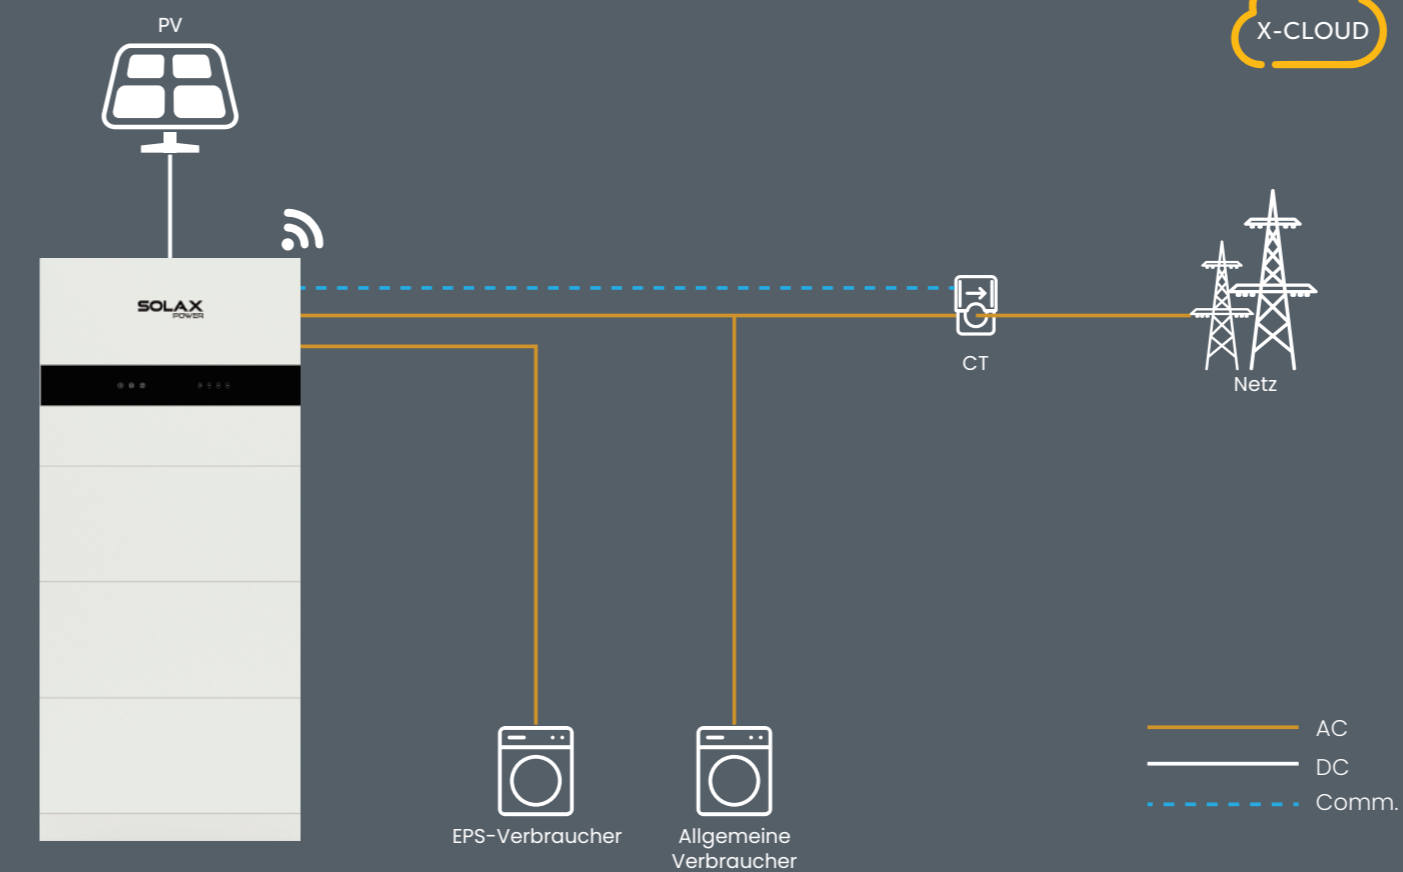 PV
X-CLOUD
SOLAX
POWER
CT
Netz
AC
DC
Comm.
EPS-Verbraucher
Allgemeine
Verbraucher